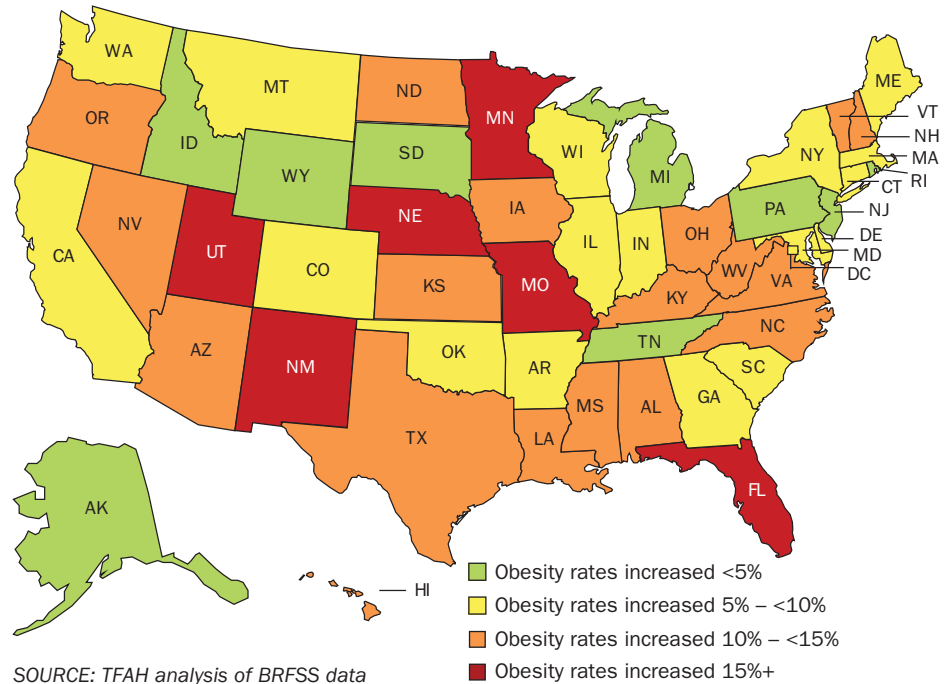 WA
MT
ND
MN
ME
VT
OR
NH
ID
SD
WI
NY
MA
WY
MI
RI
CT
NE
IA
PA
NJ
NV
IL
IN
OH
DE
UT
MD
CA
CO
WV
DC
KS
MO
VA
KY
NC
AZ
OK
TN
NM
AR
SC
GA
MS
AL
TX
LA
FL
AK
HI
Obesity rates increased <5%
Obesity rates increased 5% – <10%
Obesity rates increased 10% – <15%
Obesity rates increased 15%+
SOURCE: TFAH analysis of BRFSS data